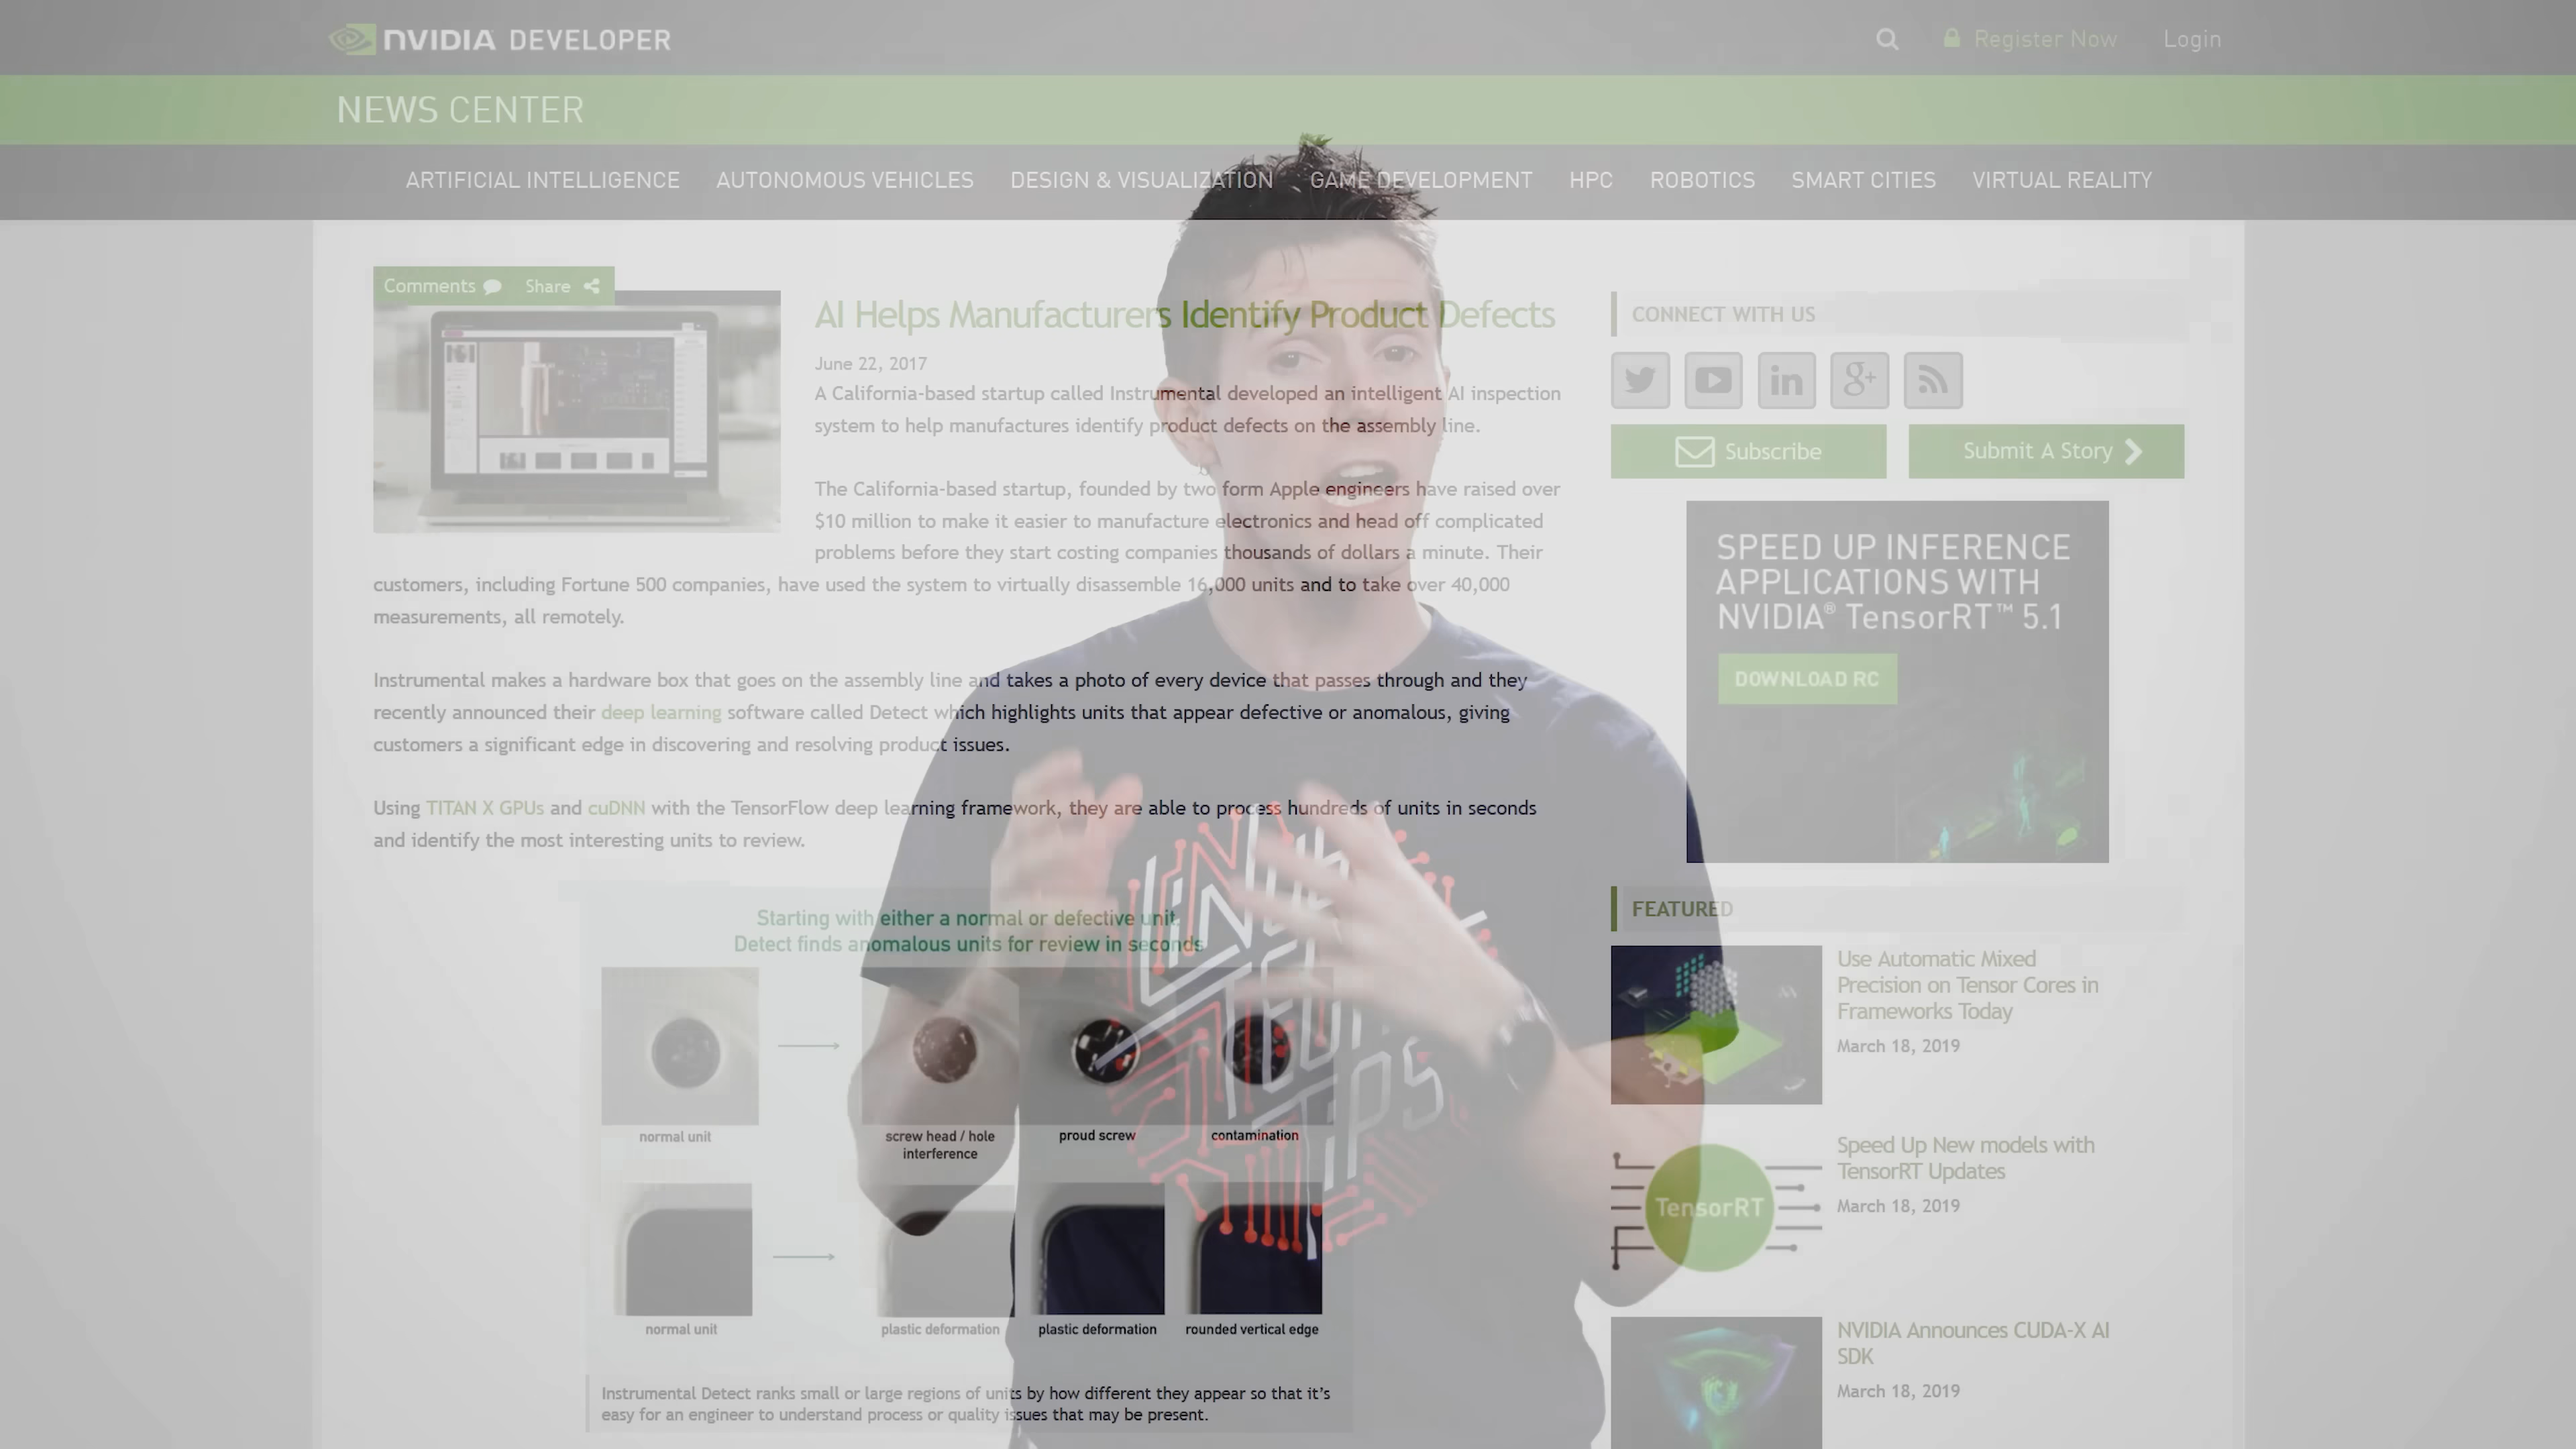 NVIDIA DEVELOPER
Register Now
Login
NEWS CENTER
ARTIFICIAL INTELLIGENCE
AUTONOMOUS VEHICLES
DESIGN & VISUALIZATION
GAME DEVELOPMENT
HPC
ROBOTICS
SMART CITIES
VIRTUAL REALITY
Comments
Share
AI Helps Manufacturers Identify Product Defects
June 22, 2017
A California-based startup called Instrumental developed an intelligent AI inspection
system to help manufactures identify product defects on the assembly line.
The California-based startup, founded by two form Apple engineers have raised over
$10 million to make it easier to manufacture electronics and head off complicated
problems before they start costing companies thousands of dollars a minute. Their
customers, including Fortune 500 companies, have used the system to virtually disassemble 16,000 units and to take over 40,000
measurements, all remotely.
Instrumental makes a hardware box that goes on the assembly line and takes a photo of every device that passes through and they
recently announced their deep learning software called Detect which highlights units that appear defective or anomalous, giving
customers a significant edge in discovering and resolving product issues.
Using TITAN X GPUs and cuDNN with the TensorFlow deep learning framework, they are able to process hundreds of units in seconds
and identify the most interesting units to review.
Starting with either a normal or defective unit
Detect finds anomalous units for review in seconds
normal unit
screw head / hole
interference
proud screw
contamination
normal unit
plastic deformation
plastic deformation
rounded vertical edge
Instrumental Detect ranks small or large regions of units by how different they appear so that it's
easy for an engineer to understand process or quality issues that may be present.
LINUS
TECH
TIPS
CONNECT WITH US
in
g+
Subscribe
Submit A Story
SPEED UP INFERENCE
APPLICATIONS WITH
NVIDIA® TensorRT™ 5.1
DOWNLOAD RC
FEATURED
Use Automatic Mixed
Precision on Tensor Cores in
Frameworks Today
March 18, 2019
TensorRT
Speed Up New models with
TensorRT Updates
March 18, 2019
NVIDIA Announces CUDA-X AI
SDK
March 18, 2019